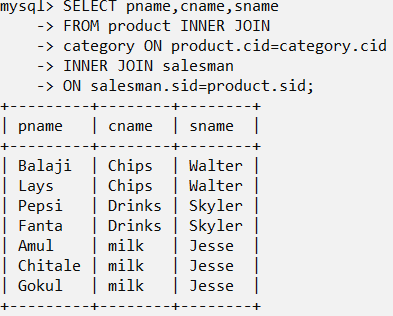 mysql> SELECT pname,cname,sname
    -> FROM product INNER JOIN
    -> category ON product.cid=category.cid
    -> INNER JOIN salesman
    -> ON salesman.sid=product.sid;
+---------+--------+--------+
| pname   | cname  | sname  |
+---------+--------+--------+
| Balaji  | Chips  | Walter |
| Lays    | Chips  | Walter |
| Pepsi   | Drinks | Skyler |
| Fanta   | Drinks | Skyler |
| Amul    | milk   | Jesse  |
| Chitale | milk   | Jesse  |
| Gokul   | milk   | Jesse  |
+---------+--------+--------+